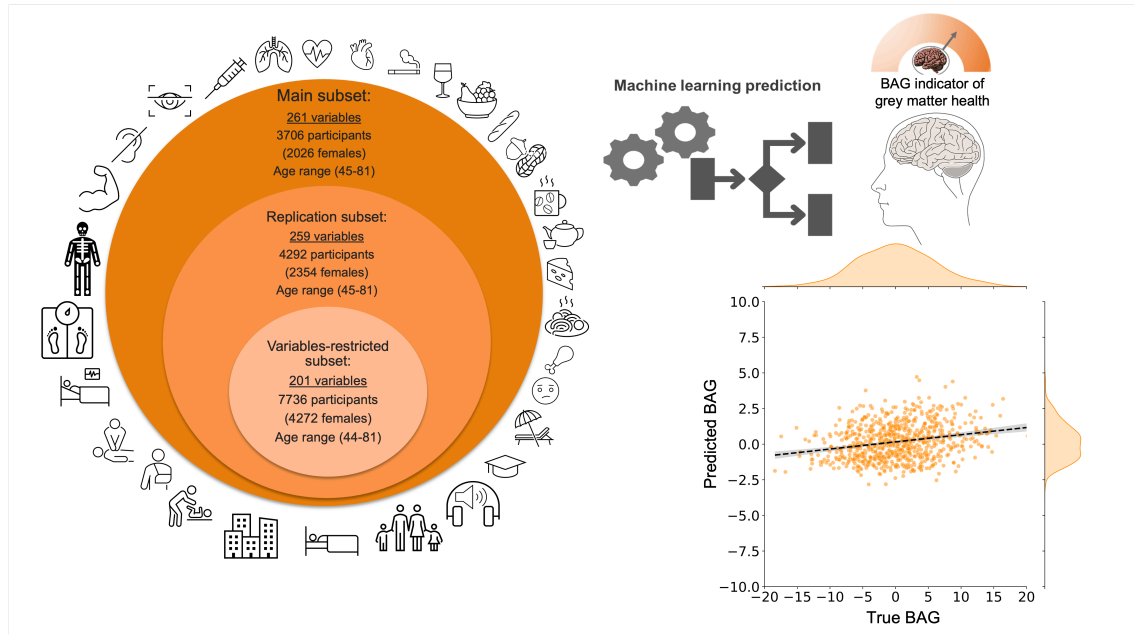 Main subset:
261 variables
3706 participants
(2026 females)
Age range (45-81)
Replication subset:
259 variables
4292 participants
(2354 females)
Age range (45-81)
Variables-restricted
subset:
201 variables
7736 participants
(4272 females)
Age range (44-81)
Machine learning prediction
BAG indicator of
grey matter health
10.0
7.5
5.0
2.5
0.0
−2.5
−5.0
−7.5
−10.0
Predicted BAG
−20 −15 −10 −5 0 5 10 15 20
True BAG